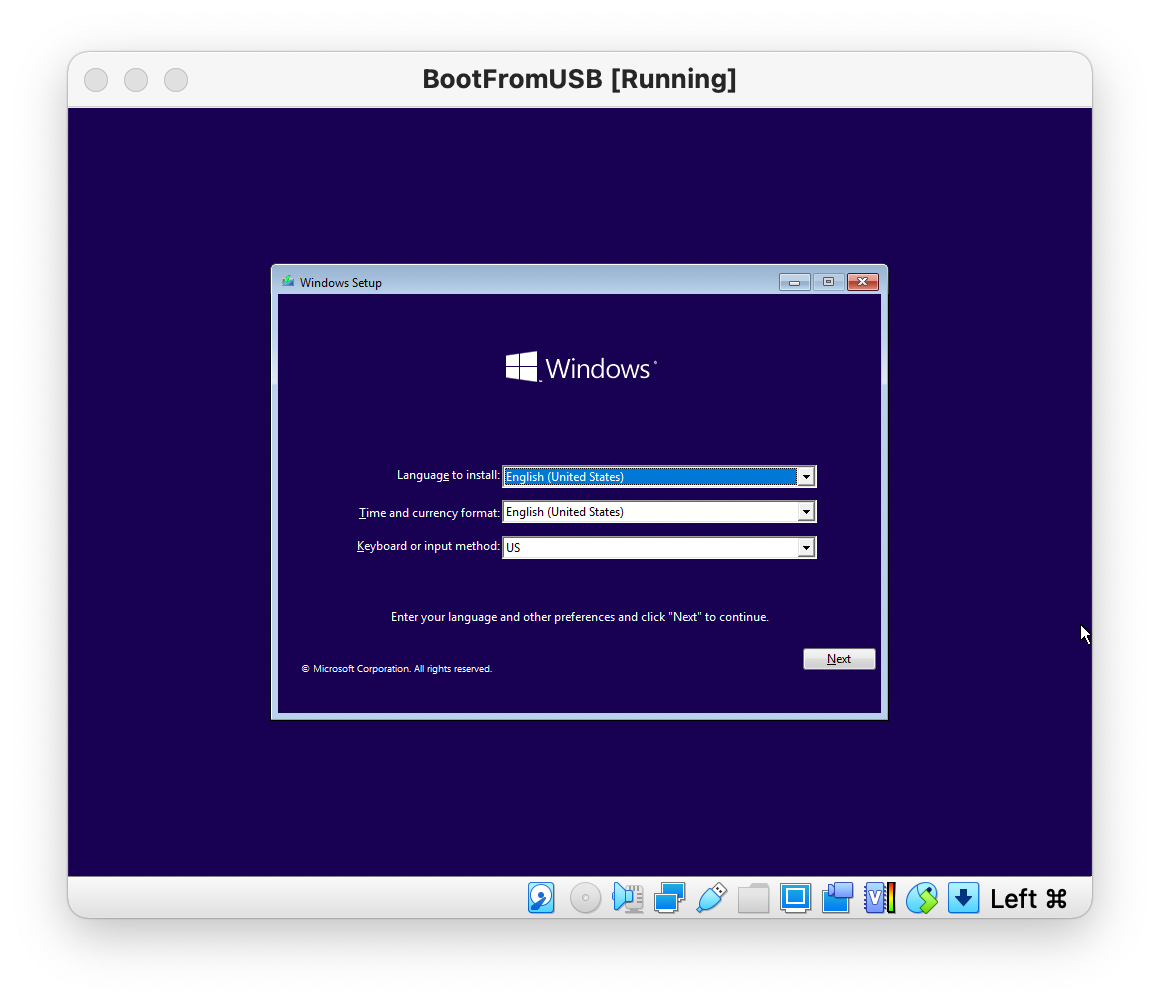 BootFromUSB [Running]
Windows Setup
Windows
Language to install: English (United States)
Time and currency format: English (United States)
Keyboard or input method: US
Enter your language and other preferences and click "Next" to continue.
Next
© Microsoft Corporation. All rights reserved.
V
Left ⌘